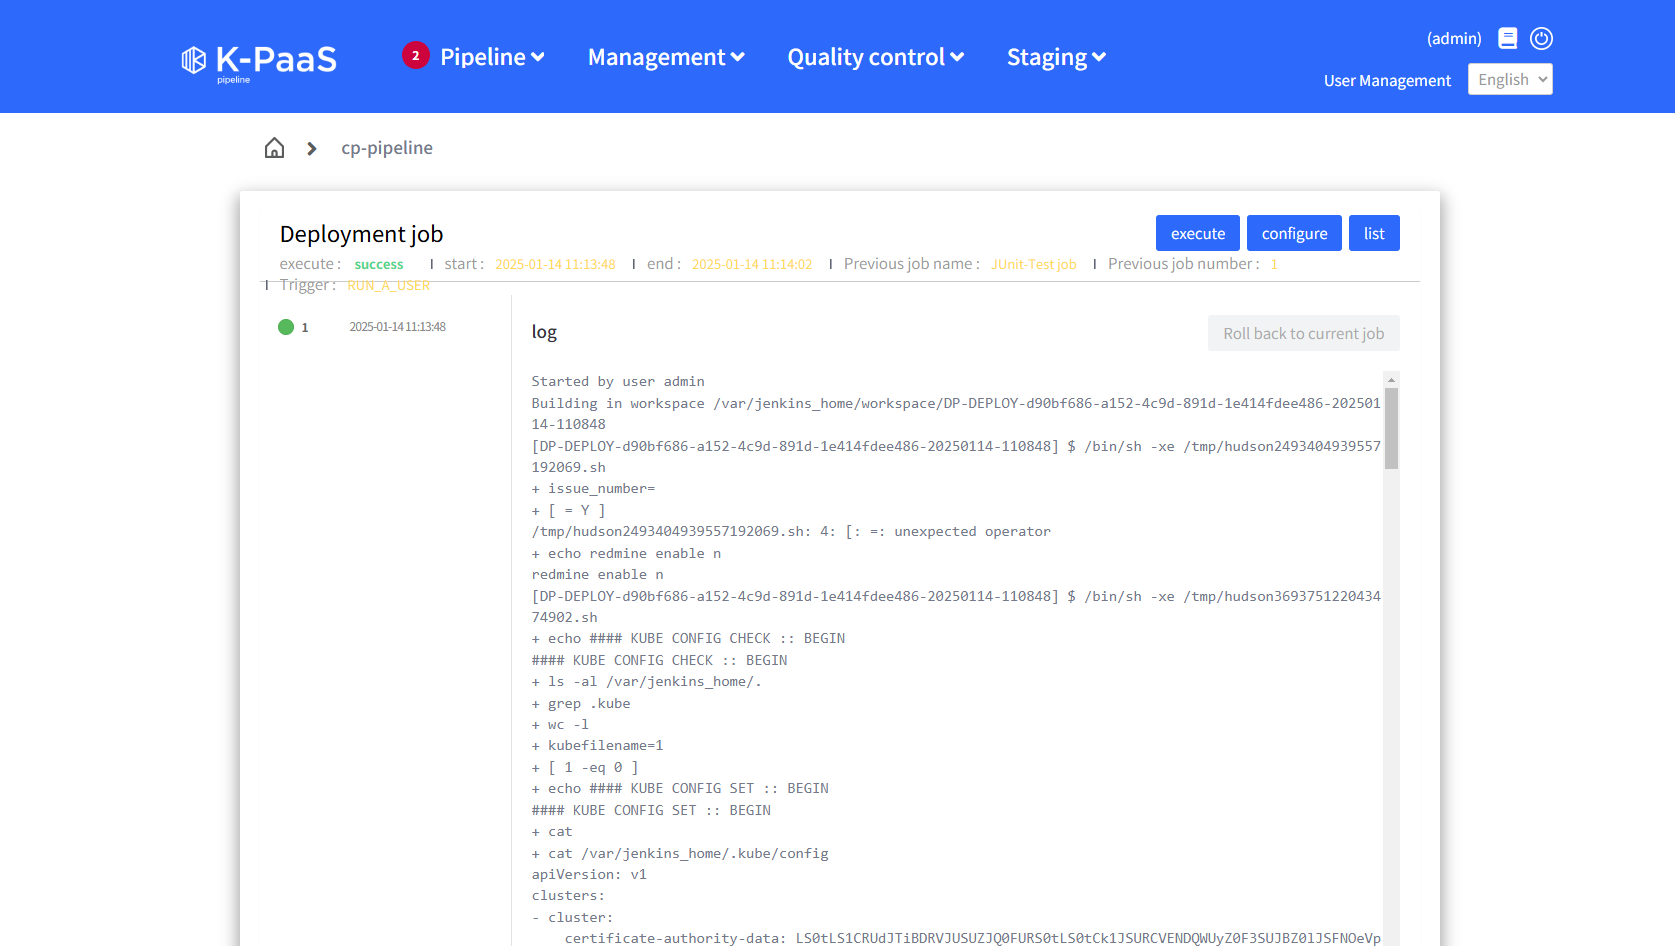 K-PaaS
pipeline
2 Pipeline Management Quality control Staging
(admin)
User Management English
cp-pipeline
Deployment job
execute configure list
execute : success start : 2025-01-14 11:13:48 end : 2025-01-14 11:14:02 Previous job name : JUnit-Test job Previous job number : 1
Trigger : RUN_A_USER
1 2025-01-14 11:13:48
log
Roll back to current job
Started by user admin
Building in workspace /var/jenkins_home/workspace/DP-DEPLOY-d90bf686-a152-4c9d-891d-1e414fdee486-202501
14-110848
[DP-DEPLOY-d90bf686-a152-4c9d-891d-1e414fdee486-20250114-110848] $ /bin/sh -xe /tmp/hudson2493404939557
192069.sh
+ issue_number=
+ [ = Y ]
/tmp/hudson2493404939557192069.sh: 4: [: =: unexpected operator
+ echo redmine enable n
redmine enable n
[DP-DEPLOY-d90bf686-a152-4c9d-891d-1e414fdee486-20250114-110848] $ /bin/sh -xe /tmp/hudson3693751220434
74902.sh
+ echo #### KUBE CONFIG CHECK :: BEGIN
#### KUBE CONFIG CHECK :: BEGIN
+ ls -al /var/jenkins_home/.
+ grep .kube
+ wc -l
+ kubefilename=1
+ [ 1 -eq 0 ]
+ echo #### KUBE CONFIG SET :: BEGIN
#### KUBE CONFIG SET :: BEGIN
+ cat
+ cat /var/jenkins_home/.kube/config
apiVersion: v1
clusters:
- cluster:
certificate-authority-data: LS0tLS1CRUdJTiBDRVJUSUZJQ0FURS0tLS0tCk1JSURCVENDQWUyZ0F3SUJBZ0lJSFNOeVp